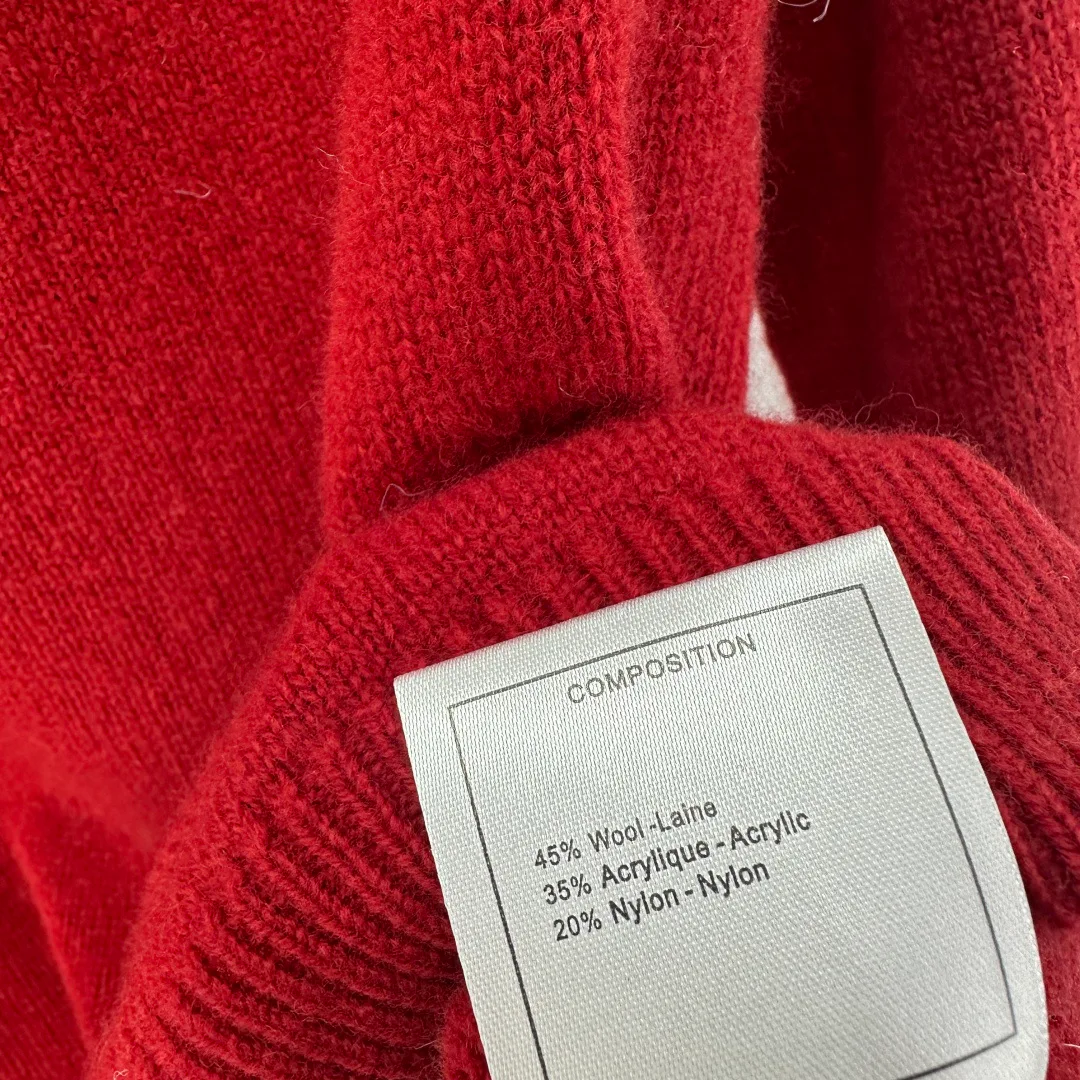 COMPOSITION
45% Wool-Laine
35% Acrylique-Acrylic
20% Nylon-Nylon